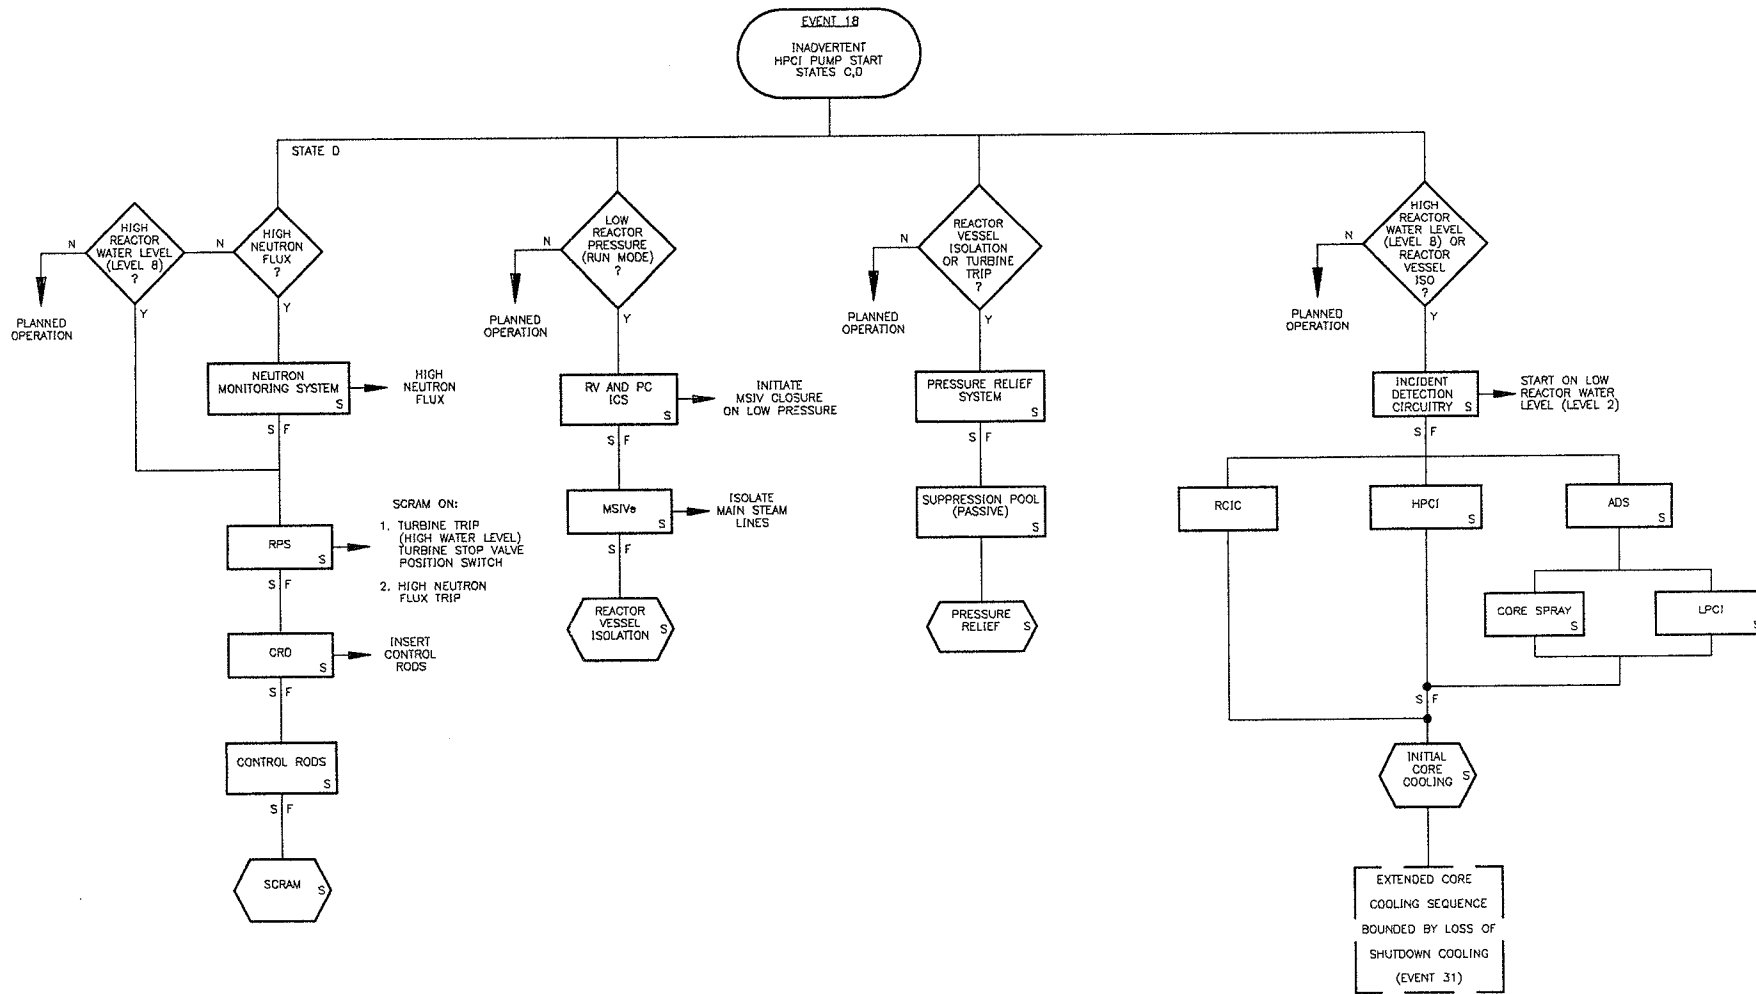 EVENT 18
INADVERTENT
HPCI PUMP START
STATES C,D
STATE D
HIGH
REACTOR
WATER LEVEL
(LEVEL 8)
?
N
Y
PLANNED
OPERATION
HIGH
NEUTRON
FLUX
?
N
Y
NEUTRON
MONITORING SYSTEM
S
HIGH
NEUTRON
FLUX
S F
RPS
S
SCRAM ON:
1. TURBINE TRIP
(HIGH WATER LEVEL)
TURBINE STOP VALVE
POSITION SWITCH
2. HIGH NEUTRON
FLUX TRIP
S F
CRD
S
INSERT
CONTROL
RODS
S F
CONTROL RODS
S
S F
SCRAM
S
LOW
REACTOR
PRESSURE
(RUN MODE)
?
N
Y
PLANNED
OPERATION
RV AND PC
ICS
S
INITIATE
MSIV CLOSURE
ON LOW PRESSURE
S F
MSIVs
S
ISOLATE
MAIN STEAM
LINES
S F
REACTOR
VESSEL
ISOLATION
S
REACTOR
VESSEL
ISOLATION
OR TURBINE
TRIP
?
N
Y
PLANNED
OPERATION
PRESSURE RELIEF
SYSTEM
S
S F
SUPPRESSION POOL
(PASSIVE)
S
PRESSURE
RELIEF
S
HIGH
REACTOR
WATER LEVEL
(LEVEL 8) OR
REACTOR
VESSEL
ISO
?
N
Y
PLANNED
OPERATION
INCIDENT
DETECTION
CIRCUITRY
S
START ON LOW
REACTOR WATER
LEVEL (LEVEL 2)
S F
RCIC
HPCI
S
ADS
S
CORE SPRAY
S
LPCI
S
S F
INITIAL
CORE
COOLING
S
EXTENDED CORE
COOLING SEQUENCE
BOUNDED BY LOSS OF
SHUTDOWN COOLING
(EVENT 31)